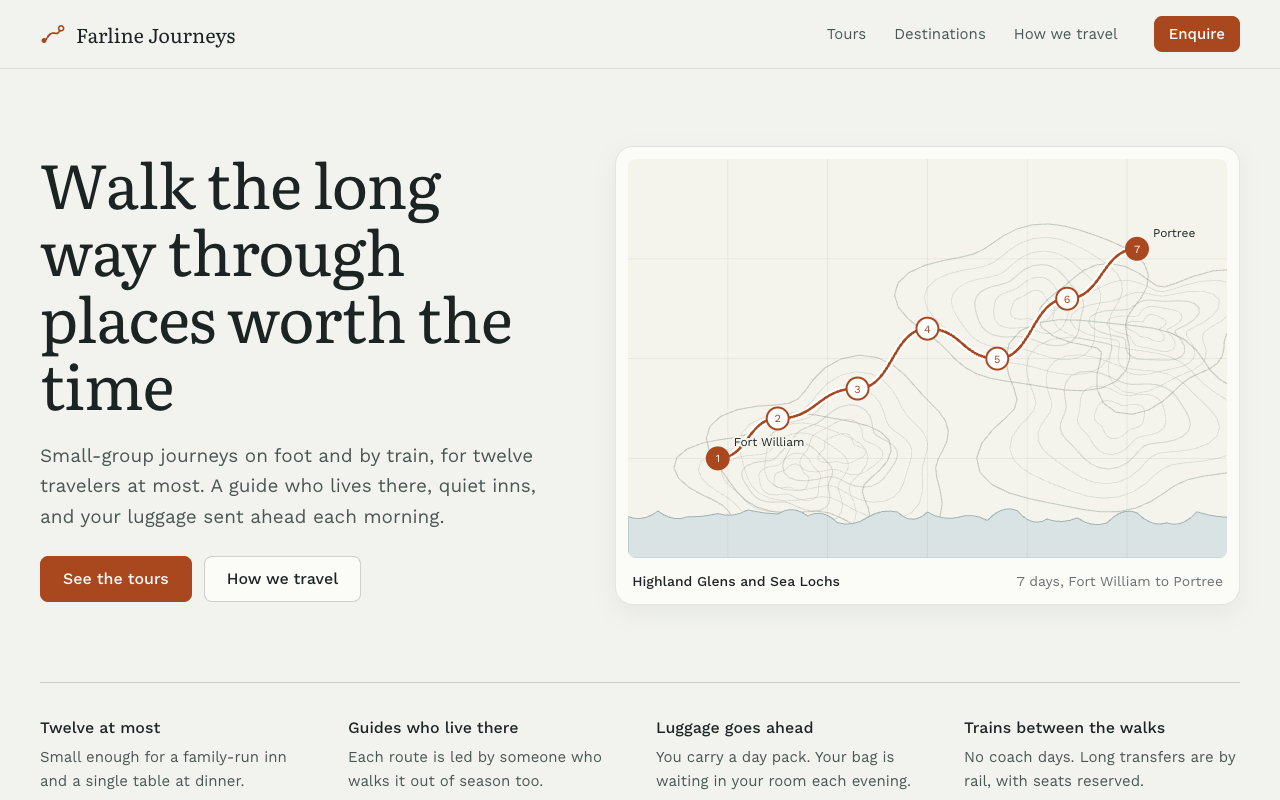 Farline Journeys
Tours
Destinations
How we travel
Enquire
Walk the long
way through
places worth the
time
Small-group journeys on foot and by train, for twelve
travelers at most. A guide who lives there, quiet inns,
and your luggage sent ahead each morning.
See the tours
How we travel
Portree
7
6
4
5
3
2
Fort William
1
Highland Glens and Sea Lochs
7 days, Fort William to Portree
Twelve at most
Small enough for a family-run inn
and a single table at dinner.
Guides who live there
Each route is led by someone who
walks it out of season too.
Luggage goes ahead
You carry a day pack. Your bag is
waiting in your room each evening.
Trains between the walks
No coach days. Long transfers are by
rail, with seats reserved.